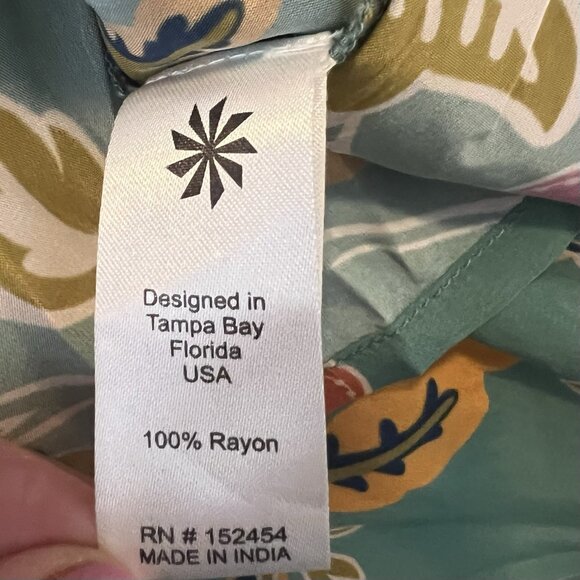 Designed in
Tampa Bay
Florida
USA
100% Rayon
RN # 152454
MADE IN INDIA